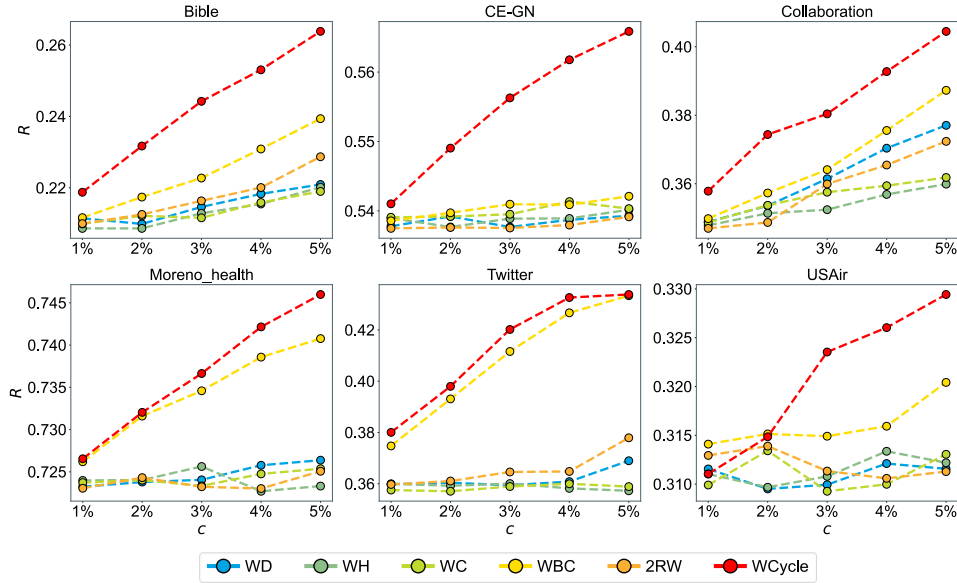 Bible
CE-GN
Collaboration
0.26
0.24
0.22
R
1% 2% 3% 4% 5%
0.56
0.55
0.54
1% 2% 3% 4% 5%
0.40
0.38
0.36
1% 2% 3% 4% 5%
Moreno_health
Twitter
USAir
0.745
0.740
0.735
0.730
0.725
R
1% 2% 3% 4% 5%
c
0.42
0.40
0.38
0.36
1% 2% 3% 4% 5%
c
0.330
0.325
0.320
0.315
0.310
1% 2% 3% 4% 5%
c
WD WH WC WBC 2RW WCycle